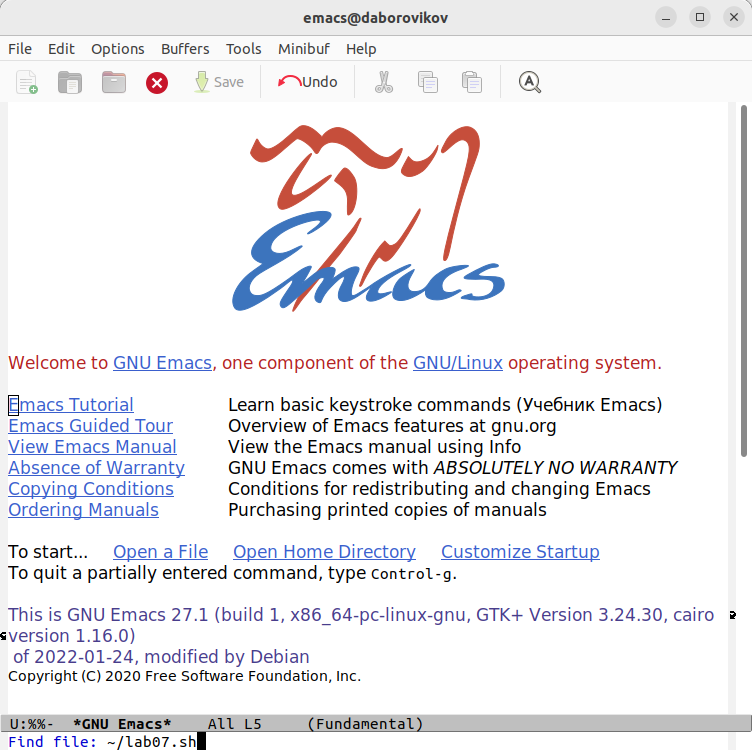 emacs@daborovikov
File Edit Options Buffers Tools Minibuf Help
Save Undo
Emacs
Welcome to GNU Emacs, one component of the GNU/Linux operating system.
Emacs Tutorial Learn basic keystroke commands (Учебник Emacs)
Emacs Guided Tour Overview of Emacs features at gnu.org
View Emacs Manual View the Emacs manual using Info
Absence of Warranty GNU Emacs comes with ABSOLUTELY NO WARRANTY
Copying Conditions Conditions for redistributing and changing Emacs
Ordering Manuals Purchasing printed copies of manuals
To start... Open a File Open Home Directory Customize Startup
To quit a partially entered command, type Control-g.
This is GNU Emacs 27.1 (build 1, x86_64-pc-linux-gnu, GTK+ Version 3.24.30, cairo
version 1.16.0)
of 2022-01-24, modified by Debian
Copyright (C) 2020 Free Software Foundation, Inc.
U:%%- *GNU Emacs* All L5 (Fundamental)
Find file: ~/lab07.sh